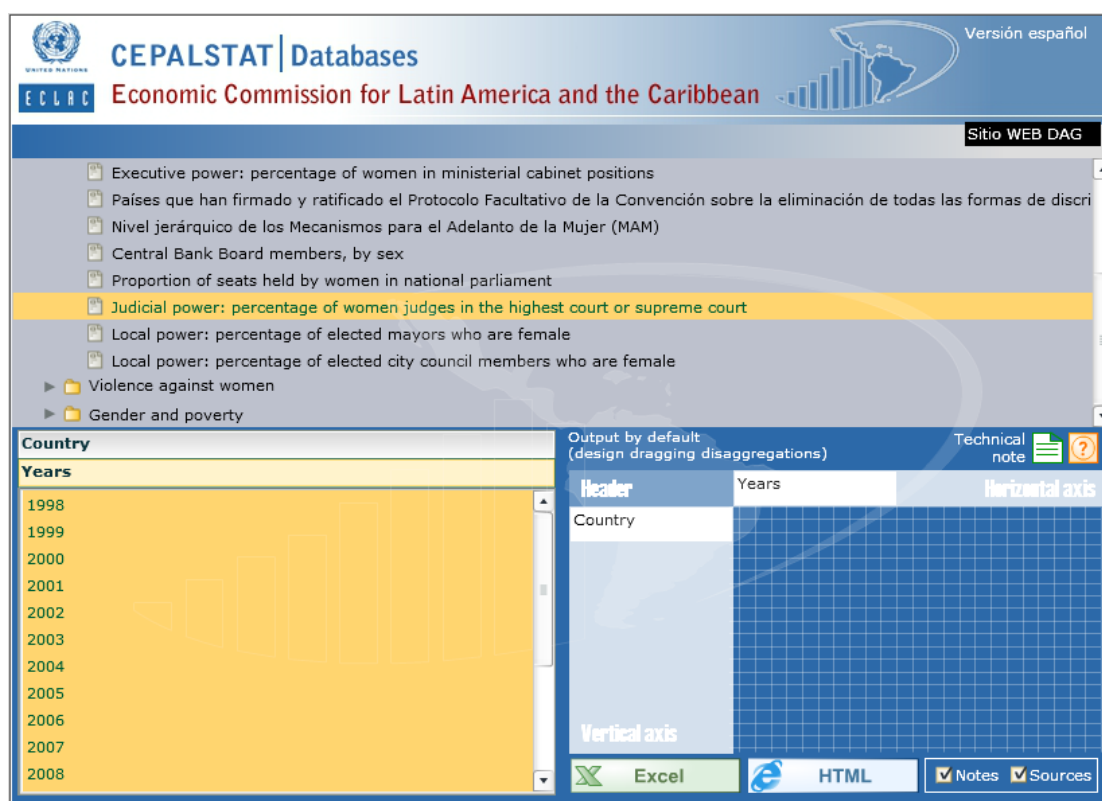 Versión español
UNITED NATIONS
CEPALSTAT | Databases
ECLAC
Economic Commission for Latin America and the Caribbean
Sitio WEB DAG
Executive power: percentage of women in ministerial cabinet positions
Países que han firmado y ratificado el Protocolo Facultativo de la Convención sobre la eliminación de todas las formas de discri
Nivel jerárquico de los Mecanismos para el Adelanto de la Mujer (MAM)
Central Bank Board members, by sex
Proportion of seats held by women in national parliament
Judicial power: percentage of women judges in the highest court or supreme court
Local power: percentage of elected mayors who are female
Local power: percentage of elected city council members who are female
Violence against women
Gender and poverty
Country
Years
1998
1999
2000
2001
2002
2003
2004
2005
2006
2007
2008
Output by default
(design dragging disaggregations)
Technical
note
?
Header
Years
Horizontal axis
Country
Vertical axis
Excel
HTML
Notes
Sources